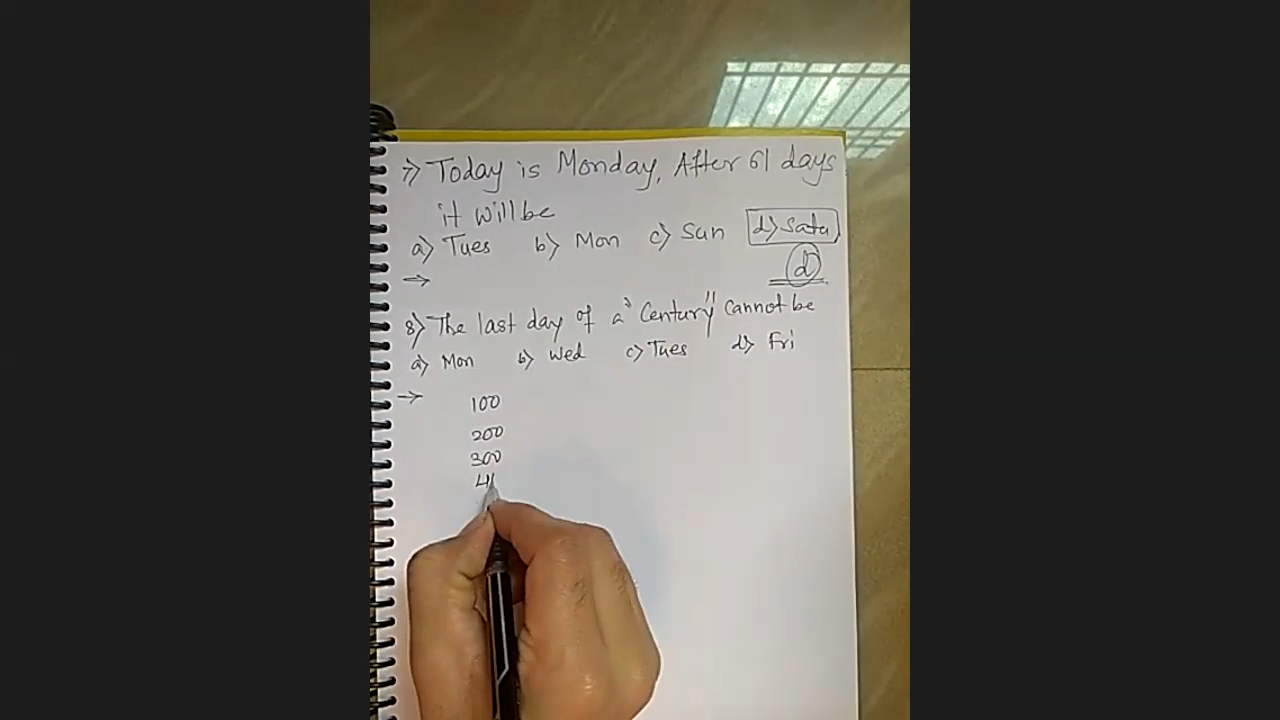 7) Today is Monday, After 61 days
it will be
a) Tues b) Mon c) Sun d) Satu
→ d
8) The last day of a "Century" cannot be
a) Mon b) Wed c) Tues d) Fri
→ 100
200
300
4